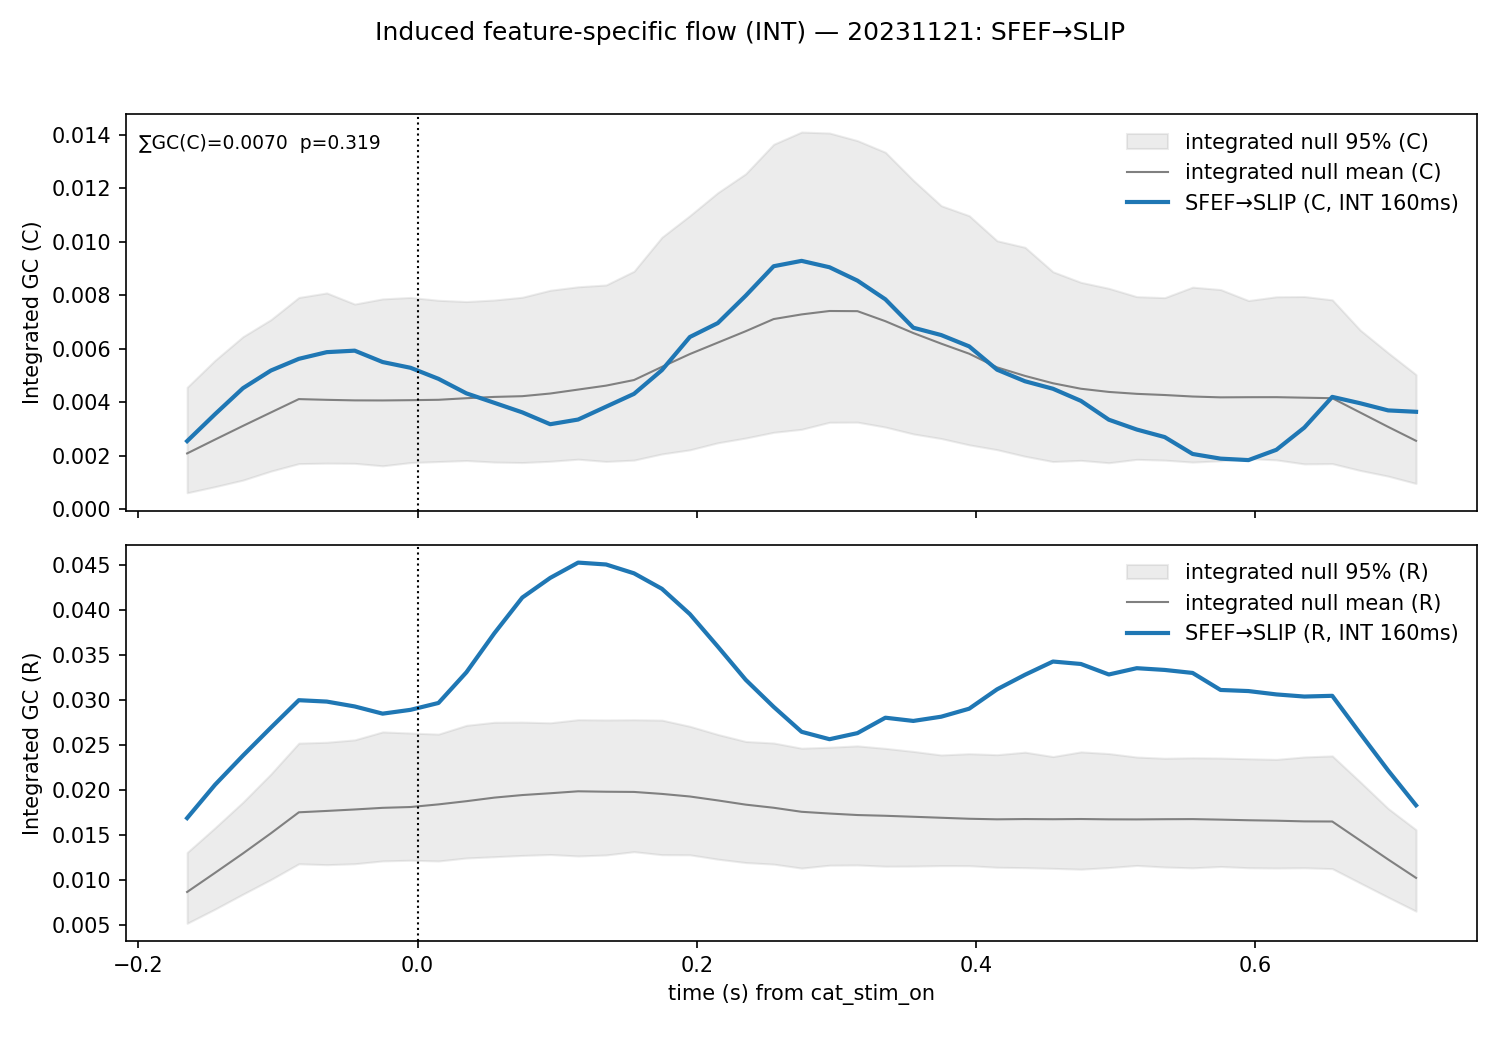 Induced feature-specific flow (INT) — 20231121: SFEF→SLIP
∑GC(C)=0.0070  p=0.319
integrated null 95% (C)
integrated null mean (C)
SFEF→SLIP (C, INT 160ms)
Integrated GC (C)
0.014
0.012
0.010
0.008
0.006
0.004
0.002
0.000
integrated null 95% (R)
integrated null mean (R)
SFEF→SLIP (R, INT 160ms)
Integrated GC (R)
0.045
0.040
0.035
0.030
0.025
0.020
0.015
0.010
0.005
−0.2 0.0 0.2 0.4 0.6
time (s) from cat_stim_on